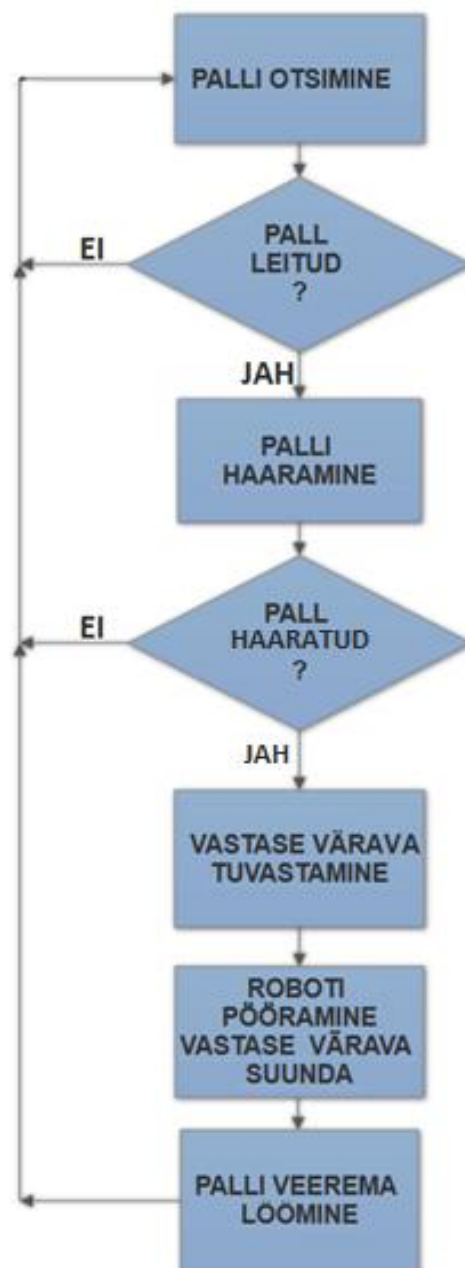 PALLI OTSIMINE
PALL
LEITUD
?
EI
JAH
PALLI
HAARAMINE
PALL
HAARATUD
?
EI
JAH
VASTASE VÄRAVA
TUVASTAMINE
ROBOTI
PÖÖRAMINE
VASTASE VÄRAVA
SUUNDA
PALLI VEEREMA
LÖÖMINE